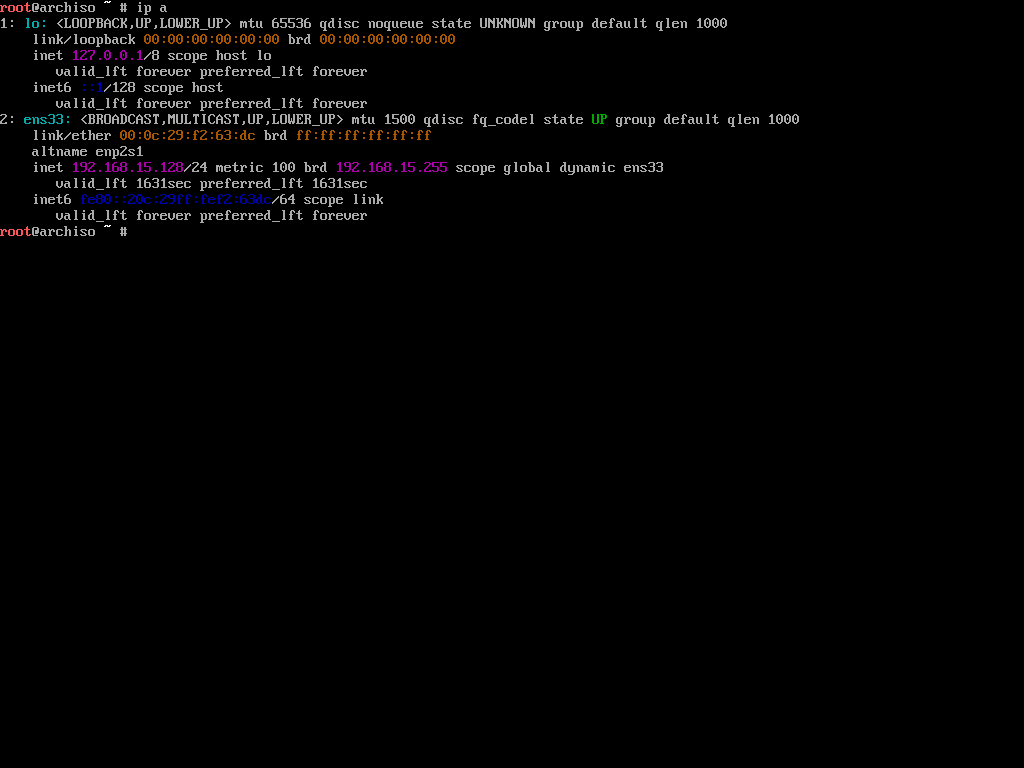 root@archiso ~ # ip a
1: lo: <LOOPBACK,UP,LOWER_UP> mtu 65536 qdisc noqueue state UNKNOWN group default qlen 1000
    link/loopback 00:00:00:00:00:00 brd 00:00:00:00:00:00
    inet 127.0.0.1/8 scope host lo
       valid_lft forever preferred_lft forever
    inet6 ::1/128 scope host
       valid_lft forever preferred_lft forever
2: ens33: <BROADCAST,MULTICAST,UP,LOWER_UP> mtu 1500 qdisc fq_codel state UP group default qlen 1000
    link/ether 00:0c:29:f2:63:dc brd ff:ff:ff:ff:ff:ff
    altname enp2s1
    inet 192.168.15.128/24 metric 100 brd 192.168.15.255 scope global dynamic ens33
       valid_lft 1631sec preferred_lft 1631sec
    inet6 fe80::20c:29ff:fef2:63dc/64 scope link
       valid_lft forever preferred_lft forever
root@archiso ~ #